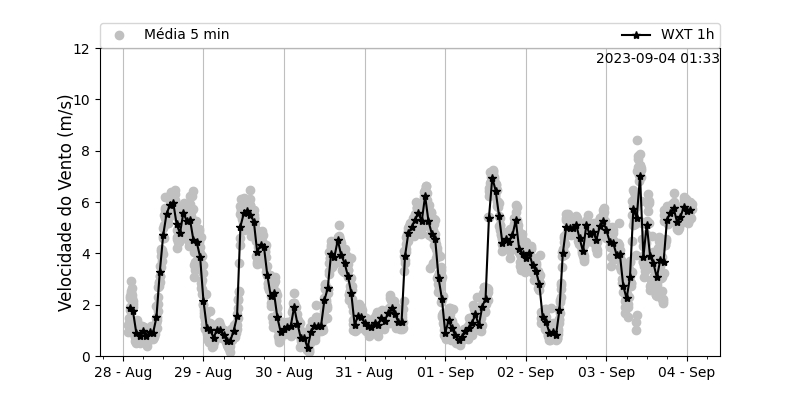 Média 5 min
WXT 1h
2023-09-04 01:33
Velocidade do Vento (m/s)
12
10
8
6
4
2
0
28 - Aug
29 - Aug
30 - Aug
31 - Aug
01 - Sep
02 - Sep
03 - Sep
04 - Sep